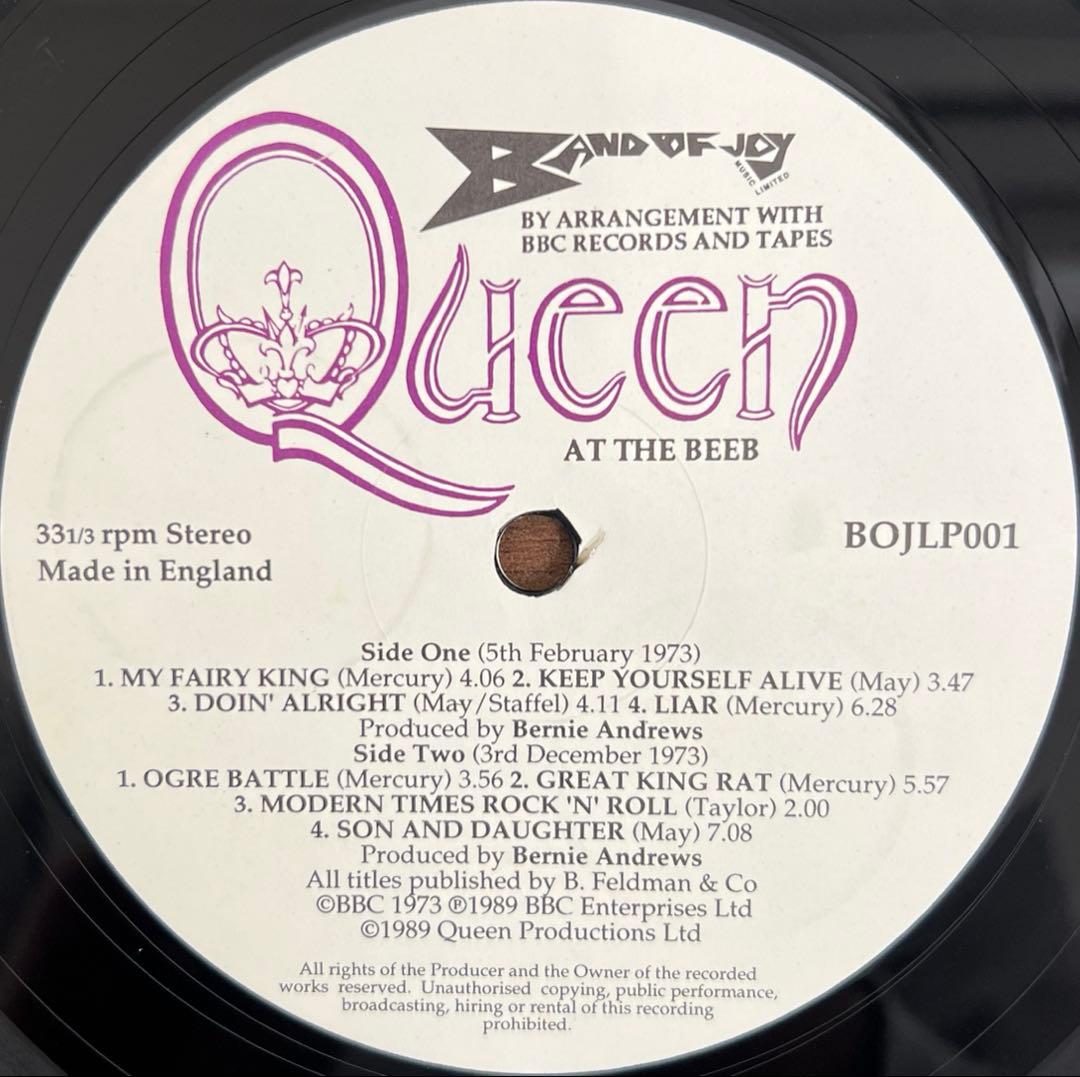 BAND OF JOY
MUSIC LIMITED
BY ARRANGEMENT WITH
BBC RECORDS AND TAPES
Queen
AT THE BEEB
331/3 rpm Stereo
Made in England
BOJLP001
Side One (5th February 1973)
1. MY FAIRY KING (Mercury) 4.06 2. KEEP YOURSELF ALIVE (May) 3.47
3. DOIN' ALRIGHT (May/Staffel) 4.11 4. LIAR (Mercury) 6.28
Produced by Bernie Andrews
Side Two (3rd December 1973)
1. OGRE BATTLE (Mercury) 3.56 2. GREAT KING RAT (Mercury) 5.57
3. MODERN TIMES ROCK 'N' ROLL (Taylor) 2.00
4. SON AND DAUGHTER (May) 7.08
Produced by Bernie Andrews
All titles published by B. Feldman & Co
©BBC 1973 ℗1989 BBC Enterprises Ltd
©1989 Queen Productions Ltd
All rights of the Producer and the Owner of the recorded
works reserved. Unauthorised copying, public performance,
broadcasting, hiring or rental of this recording
prohibited.